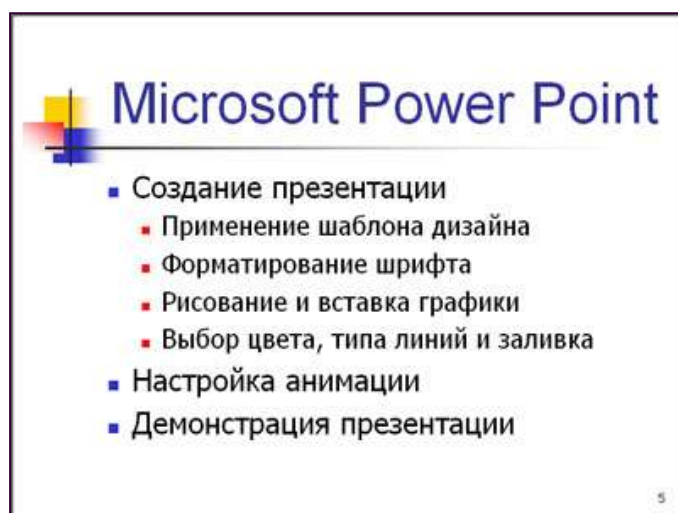 Microsoft Power Point
Создание презентации
Применение шаблона дизайна
Форматирование шрифта
Рисование и вставка графики
Выбор цвета, типа линий и заливка
Настройка анимации
Демонстрация презентации
5